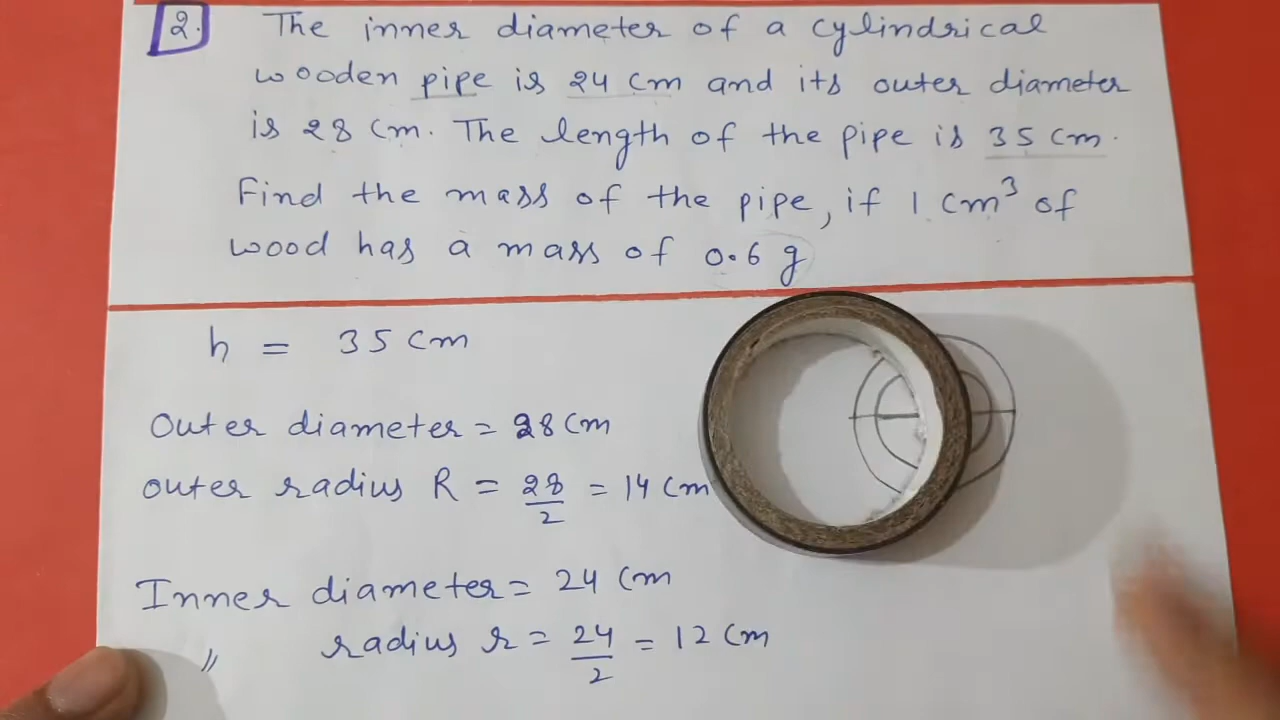 2.
The inner diameter of a cylindrical
wooden pipe is 24 cm and its outer diameter
is 28 cm. The length of the pipe is 35 cm.
Find the mass of the pipe, if 1 cm³ of
wood has a mass of 0.6 g
h = 35 cm
Outer diameter = 28 cm
outer radius R = 28/2 = 14 cm
Inner diameter = 24 cm
〃 radius r = 24/2 = 12 cm